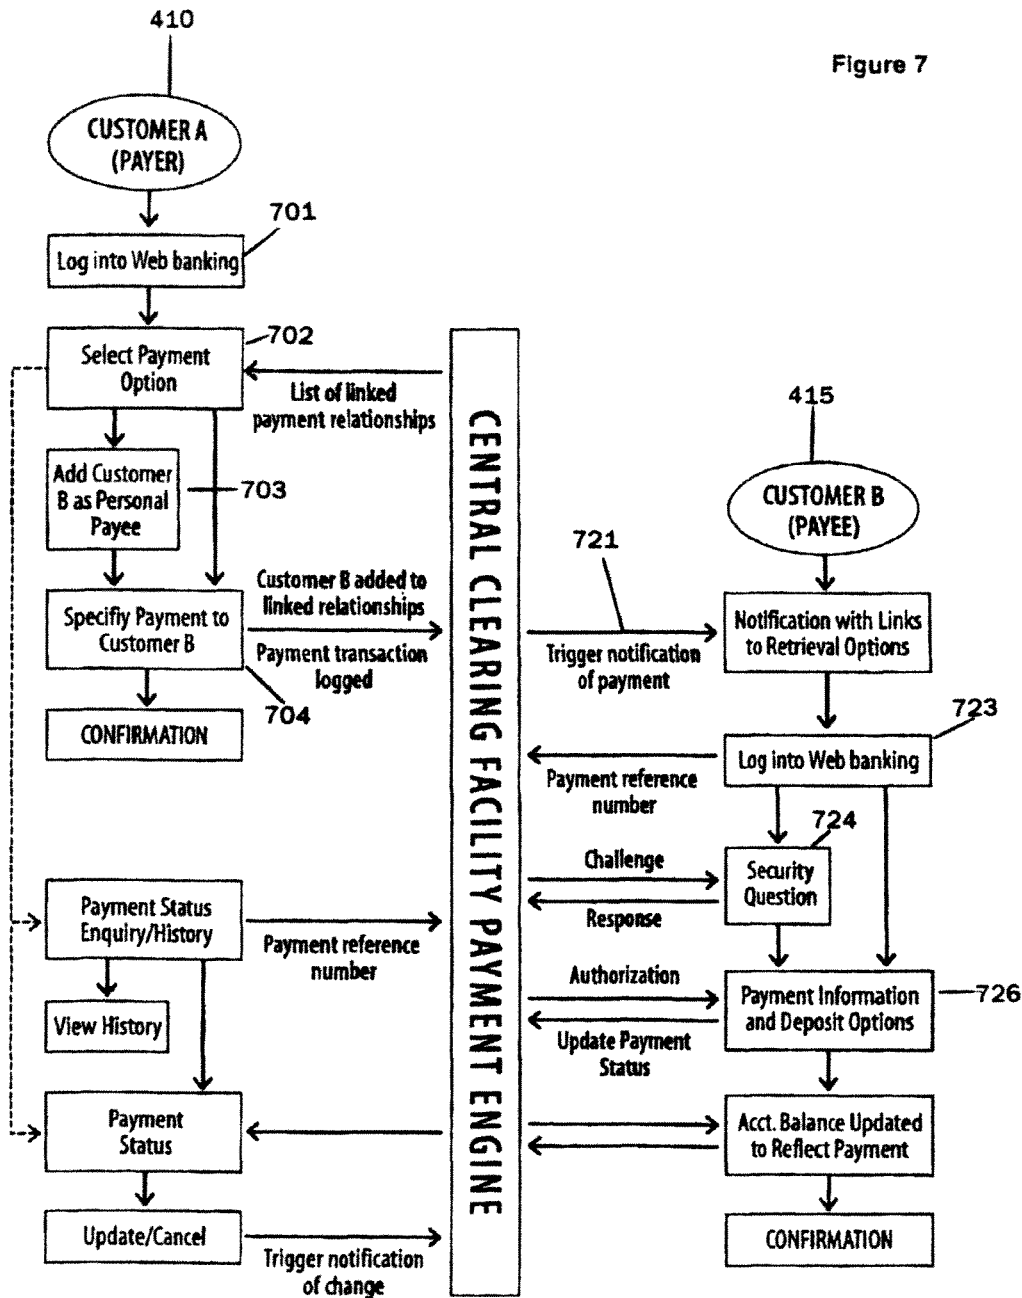 410
Figure 7
CUSTOMER A
(PAYER)
701
Log into Web banking
702
Select Payment
Option
List of linked
payment relationships
Add Customer
B as Personal
Payee
703
Customer B added to
linked relationships
Specifiy Payment to
Customer B
Payment transaction
logged
704
CONFIRMATION
Payment Status
Enquiry/History
Payment reference
number
View History
Payment
Status
Update/Cancel
Trigger notification
of change
CENTRAL CLEARING FACILITY PAYMENT ENGINE
415
CUSTOMER B
(PAYEE)
721
Trigger notification
of payment
Notification with Links
to Retrieval Options
723
Log into Web banking
Payment reference
number
724
Challenge
Security
Question
Response
Authorization
Payment Information
and Deposit Options
726
Update Payment
Status
Acct. Balance Updated
to Reflect Payment
CONFIRMATION